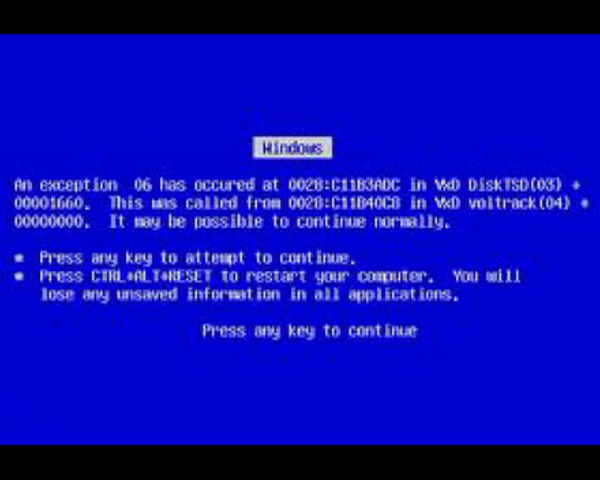 Windows
An exception 06 has occured at 0028:C11B3ADC in VxD DiskTSD(03) +
00001660. This was called from 0028:C11B40C8 in VxD voltrack(04) +
00000000. It may be possible to continue normally.
* Press any key to attempt to continue.
* Press CTRL+ALT+RESET to restart your computer. You will
lose any unsaved information in all applications.
Press any key to continue